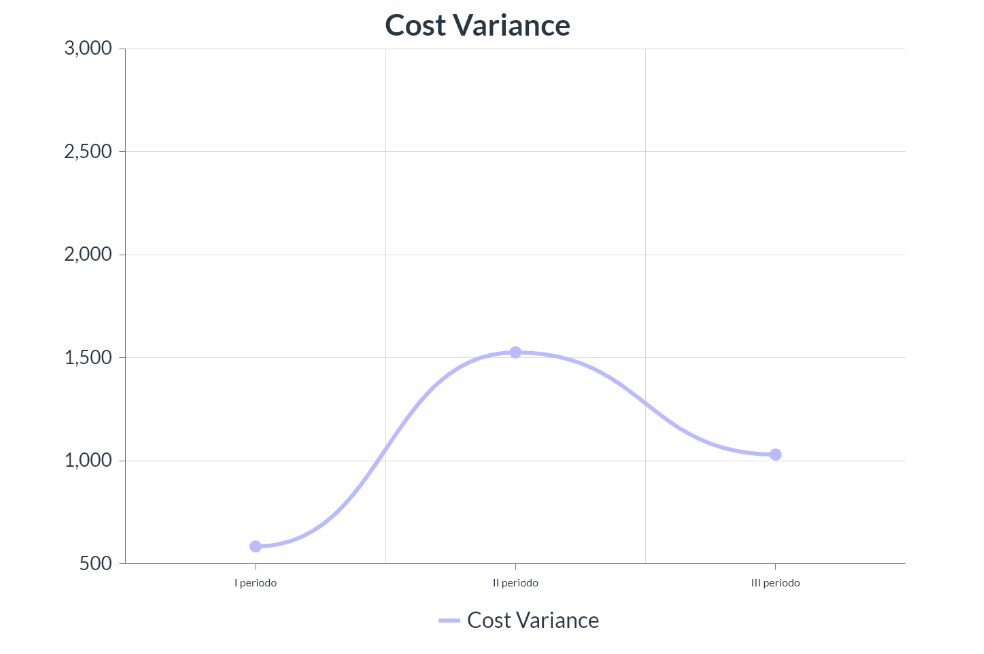 Cost Variance
3,000
2,500
2,000
1,500
1,000
500
I periodo
II periodo
III periodo
Cost Variance